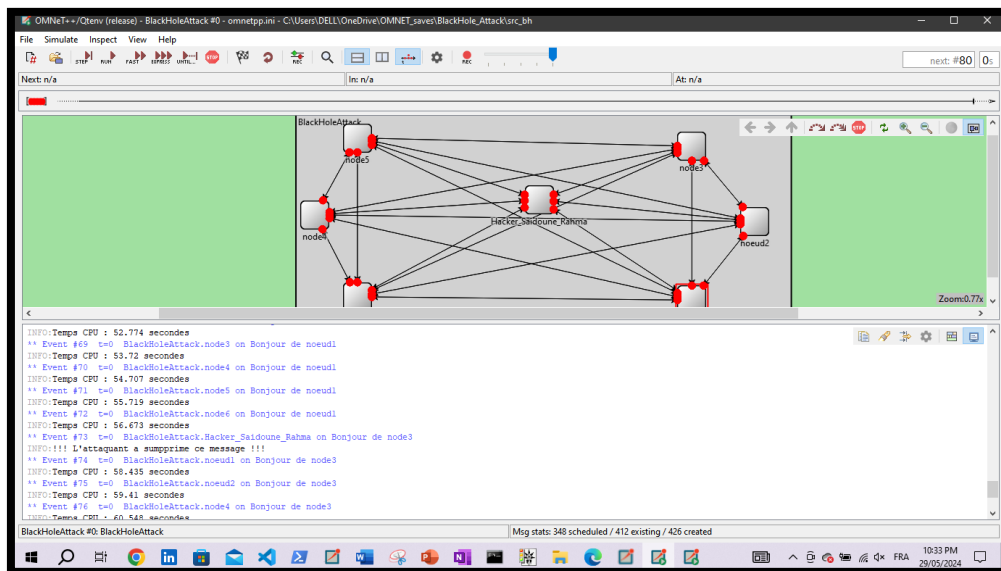 OMNeT++/Qtenv (release) - BlackHoleAttack #0 - omnetpp.ini - C:\Users\DELL\OneDrive\OMNET_saves\BlackHole_Attack\src_bh
File Simulate Inspect View Help
STEP RUN FAST EXPRESS UNTIL... STOP REC REC next: #80 0s
Next: n/a In: n/a At: n/a
BlackHoleAttack
STOP
node5
node3
Hacker_Saidoune_Rahma
node4
noeud2
Zoom:0.77x
INFO:Temps CPU : 52.774 secondes
** Event #69 t=0 BlackHoleAttack.node3 on Bonjour de noeud1
INFO:Temps CPU : 53.72 secondes
** Event #70 t=0 BlackHoleAttack.node4 on Bonjour de noeud1
INFO:Temps CPU : 54.707 secondes
** Event #71 t=0 BlackHoleAttack.node5 on Bonjour de noeud1
INFO:Temps CPU : 55.719 secondes
** Event #72 t=0 BlackHoleAttack.node6 on Bonjour de noeud1
INFO:Temps CPU : 56.673 secondes
** Event #73 t=0 BlackHoleAttack.Hacker_Saidoune_Rahma on Bonjour de node3
INFO:!!! L'attaquant a sumpprime ce message !!!
** Event #74 t=0 BlackHoleAttack.noeud1 on Bonjour de node3
INFO:Temps CPU : 58.435 secondes
** Event #75 t=0 BlackHoleAttack.noeud2 on Bonjour de node3
INFO:Temps CPU : 59.41 secondes
** Event #76 t=0 BlackHoleAttack.node4 on Bonjour de node3
INFO:Temps CPU : 60.548 secondes
BlackHoleAttack #0: BlackHoleAttack Msg stats: 348 scheduled / 412 existing / 426 created
FRA 10:33 PM
29/05/2024